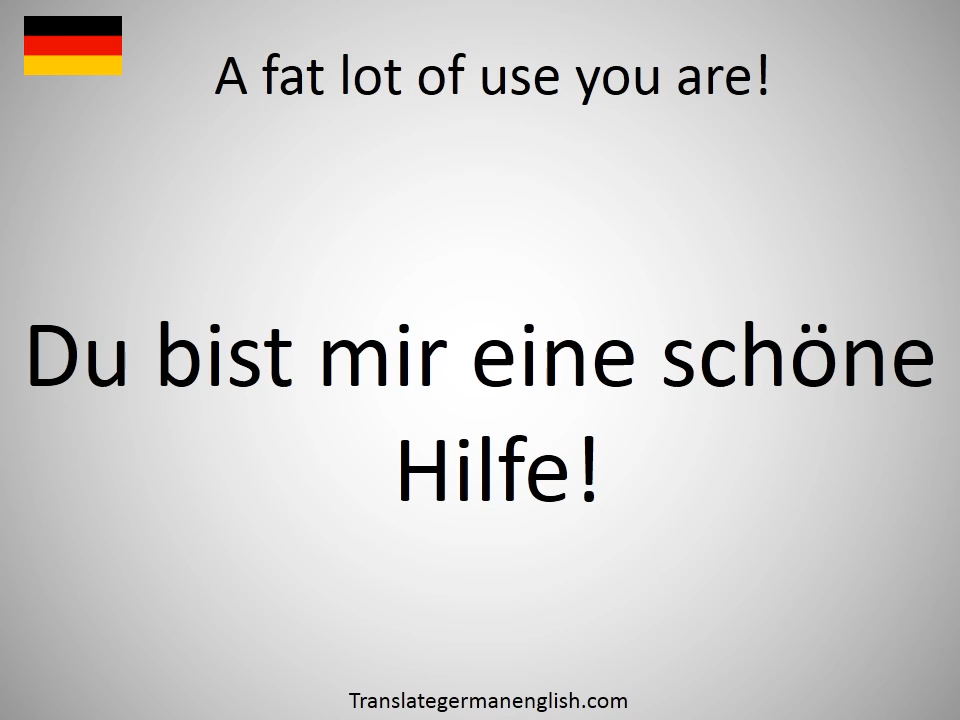 A fat lot of use you are!
Du bist mir eine schöne
Hilfe!
Translategermanenglish.com